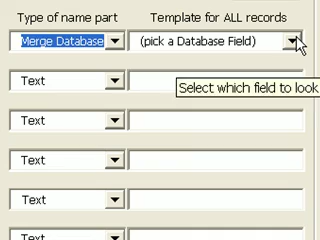 Type of name part Template for ALL records
Merge Database (pick a Database Field)
Text
Select which field to look
Text
Text
Text
Text